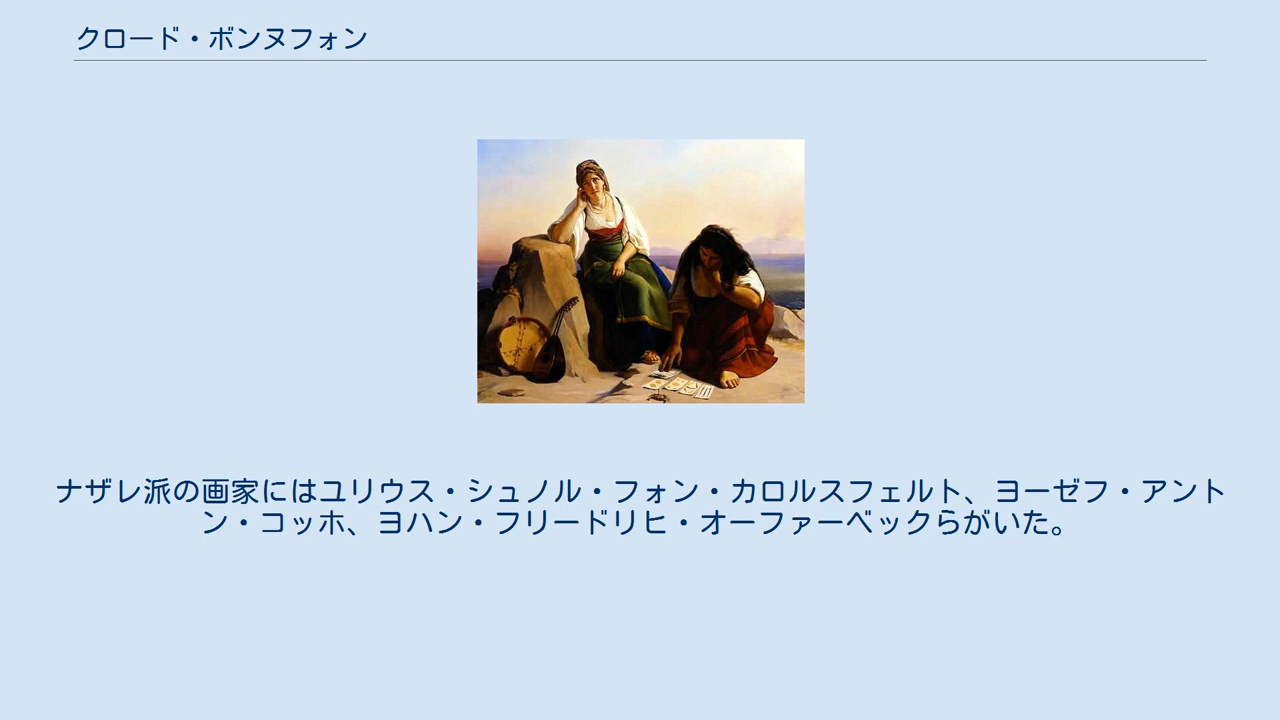 クロード・ボンヌフォン
ナザレ派の画家にはユリウス・シュノル・フォン・カロルスフェルト、ヨーゼフ・アント
ン・コッホ、ヨハン・フリードリヒ・オーファーベックらがいた。